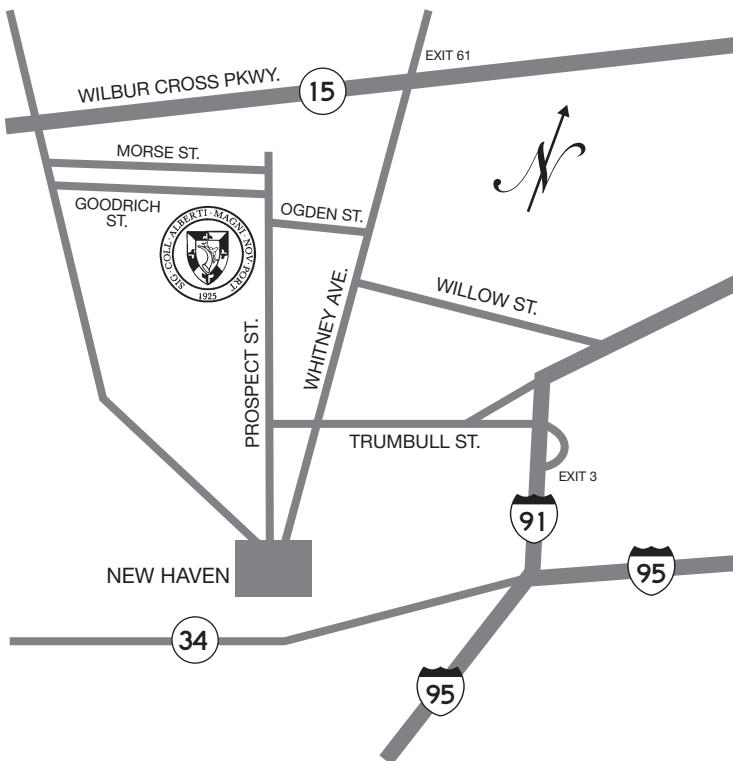 EXIT 61
WILBUR CROSS PKWY.
15
MORSE ST.
N
GOODRICH
ST.
OGDEN ST.
SIG·COLL·ALBERTI·MAGNI·NOV·PORT
1925
WILLOW ST.
WHITNEY AVE.
PROSPECT ST.
TRUMBULL ST.
EXIT 3
91
NEW HAVEN
95
34
95